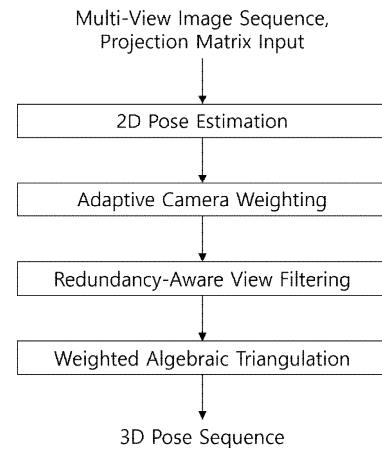 Multi-View Image Sequence,
Projection Matrix Input
2D Pose Estimation
Adaptive Camera Weighting
Redundancy-Aware View Filtering
Weighted Algebraic Triangulation
3D Pose Sequence